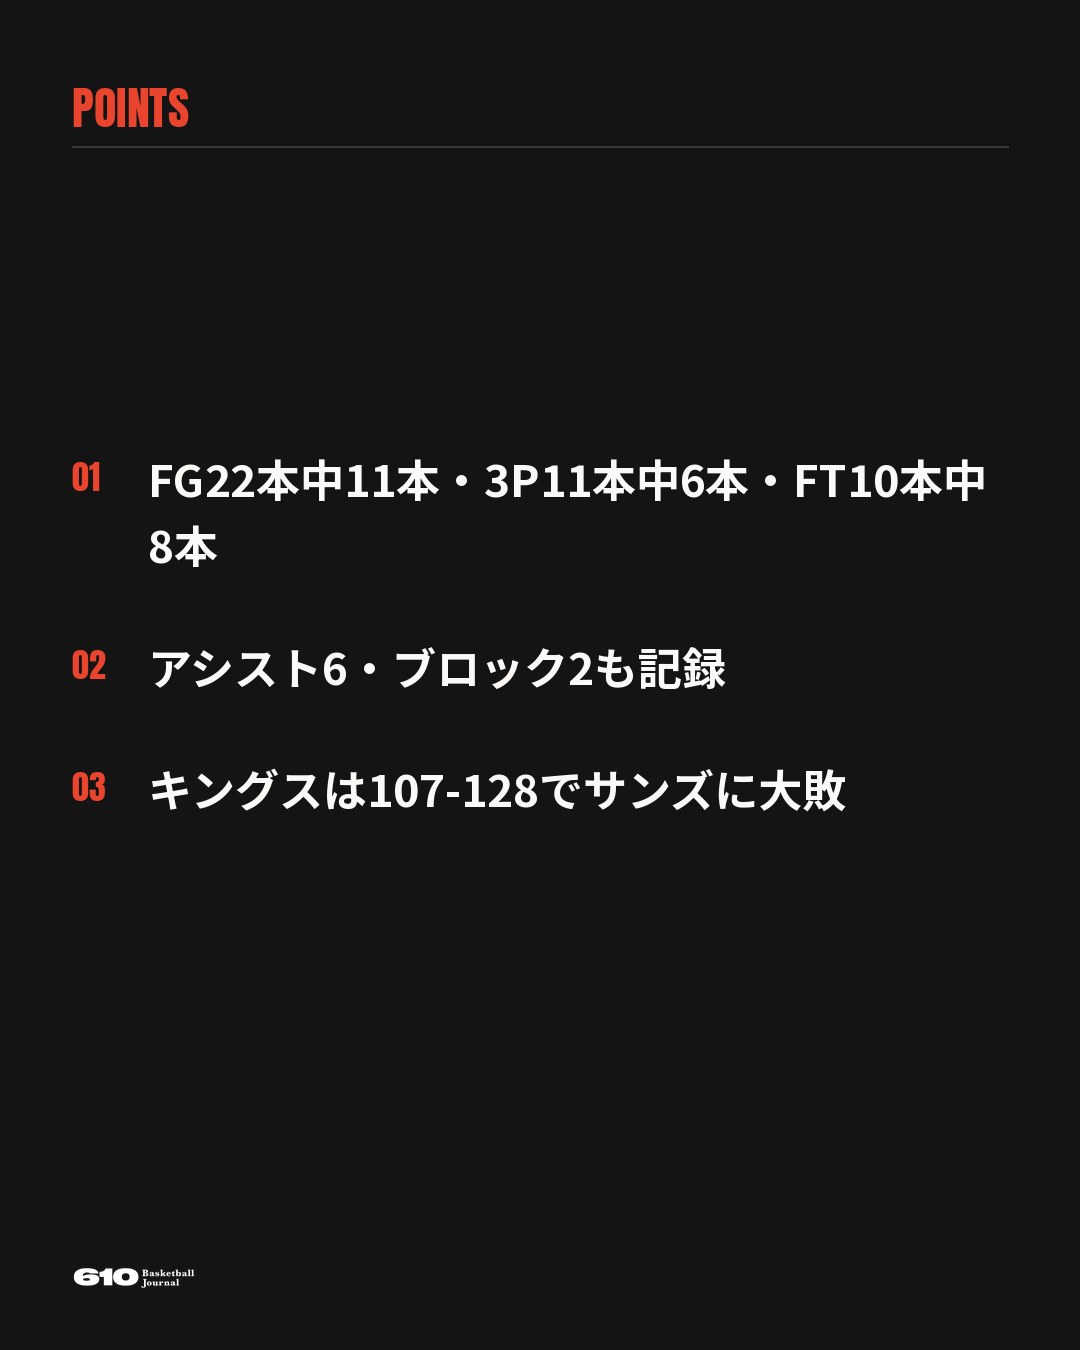 POINTS
01 FG22本中11本・3P11本中6本・FT10本中
8本
02 アシスト6・ブロック2も記録
03 キングスは107-128でサンズに大敗
610 Basketball
Journal